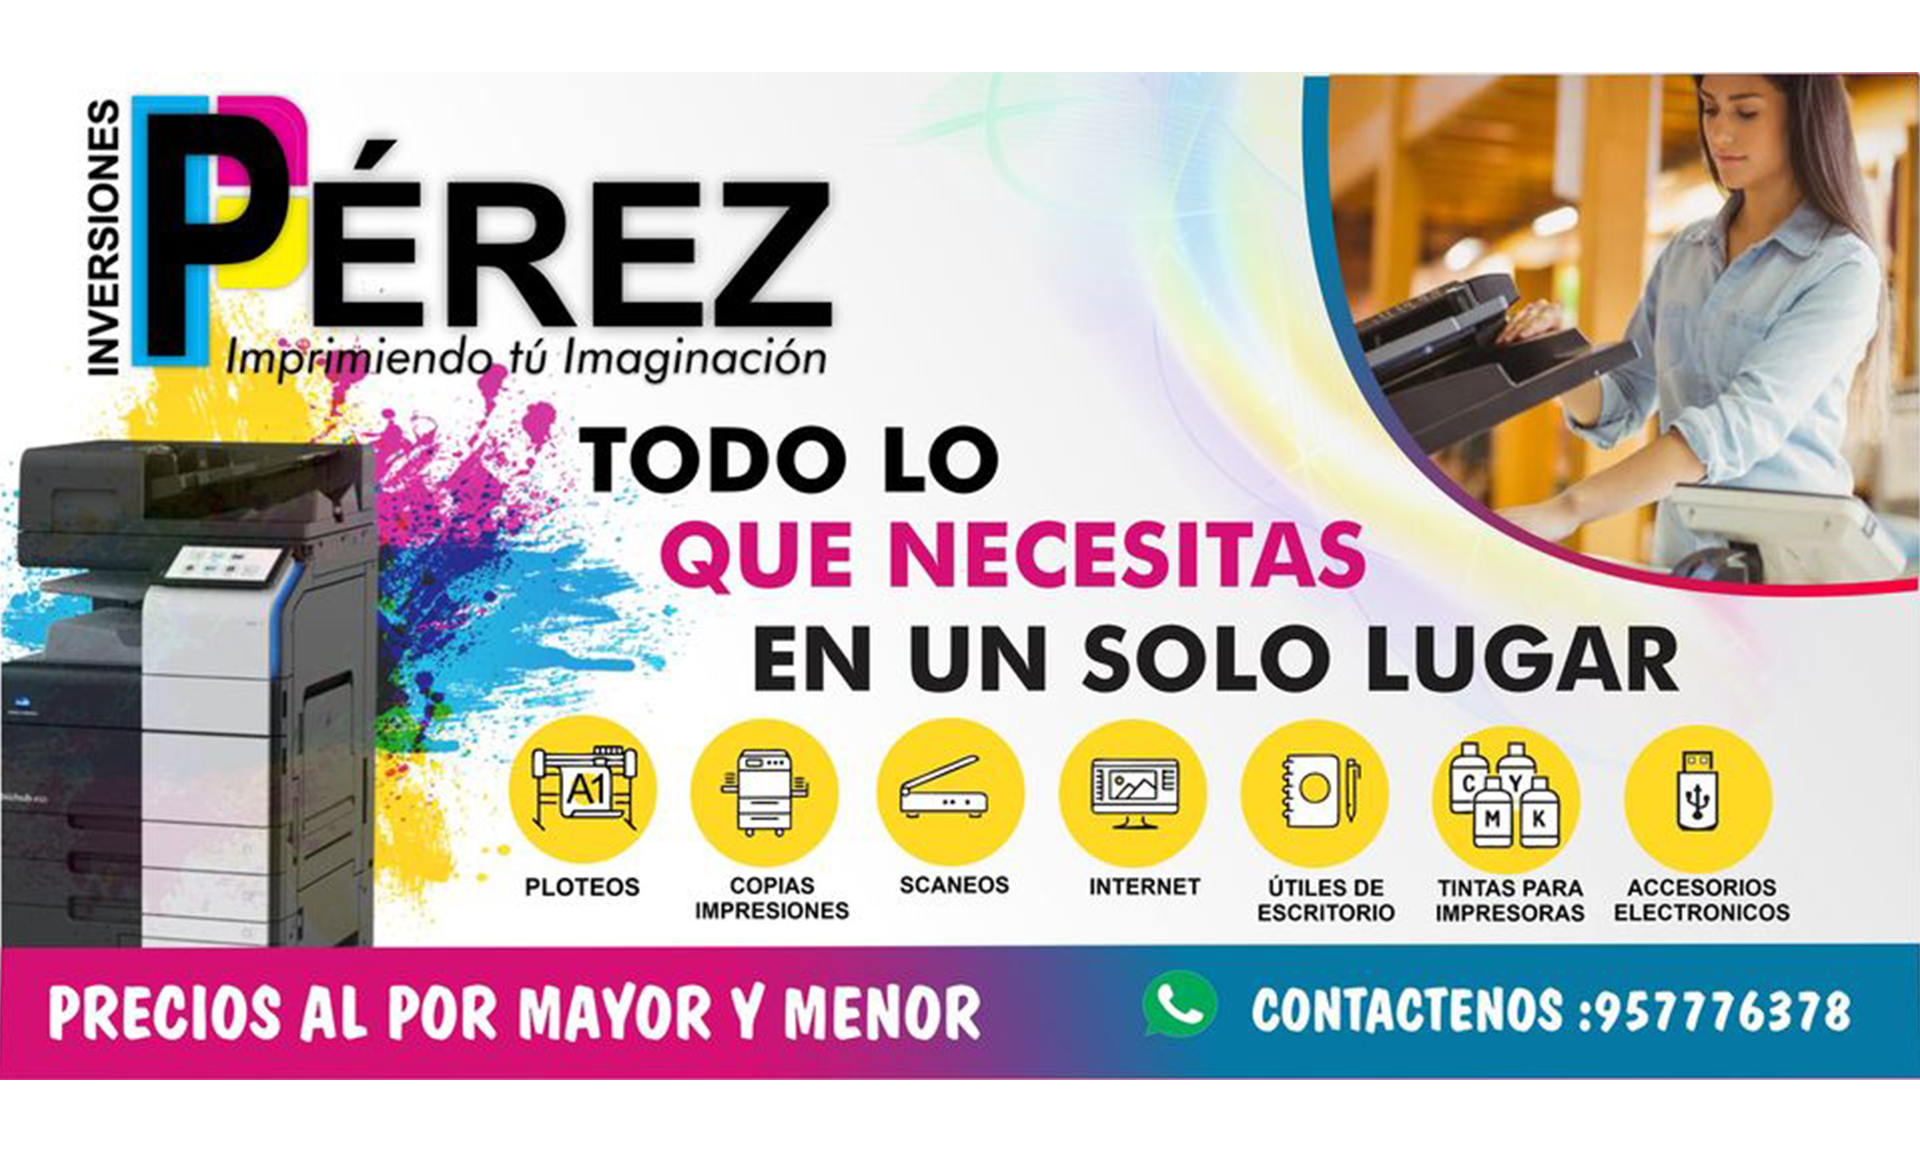 INVERSIONES
PÉREZ
Imprimiendo tú Imaginación
TODO LO
QUE NECESITAS
EN UN SOLO LUGAR
A1
C Y
M K
PLOTEOS
COPIAS
IMPRESIONES
SCANEOS
INTERNET
ÚTILES DE
ESCRITORIO
TINTAS PARA
IMPRESORAS
ACCESORIOS
ELECTRONICOS
PRECIOS AL POR MAYOR Y MENOR
CONTACTENOS :957776378